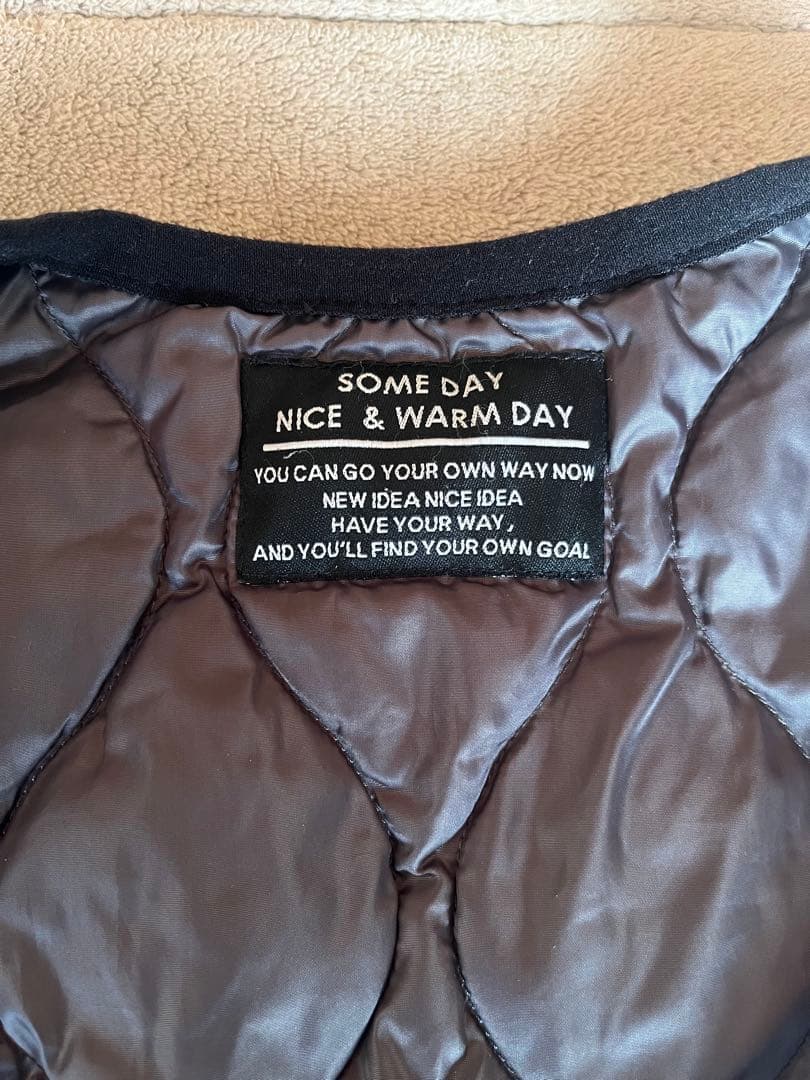 SOME DAY
NICE & WARM DAY
YOU CAN GO YOUR OWN WAY NOW
NEW IDEA NICE IDEA
HAVE YOUR WAY,
AND YOU'LL FIND YOUR OWN GOAL